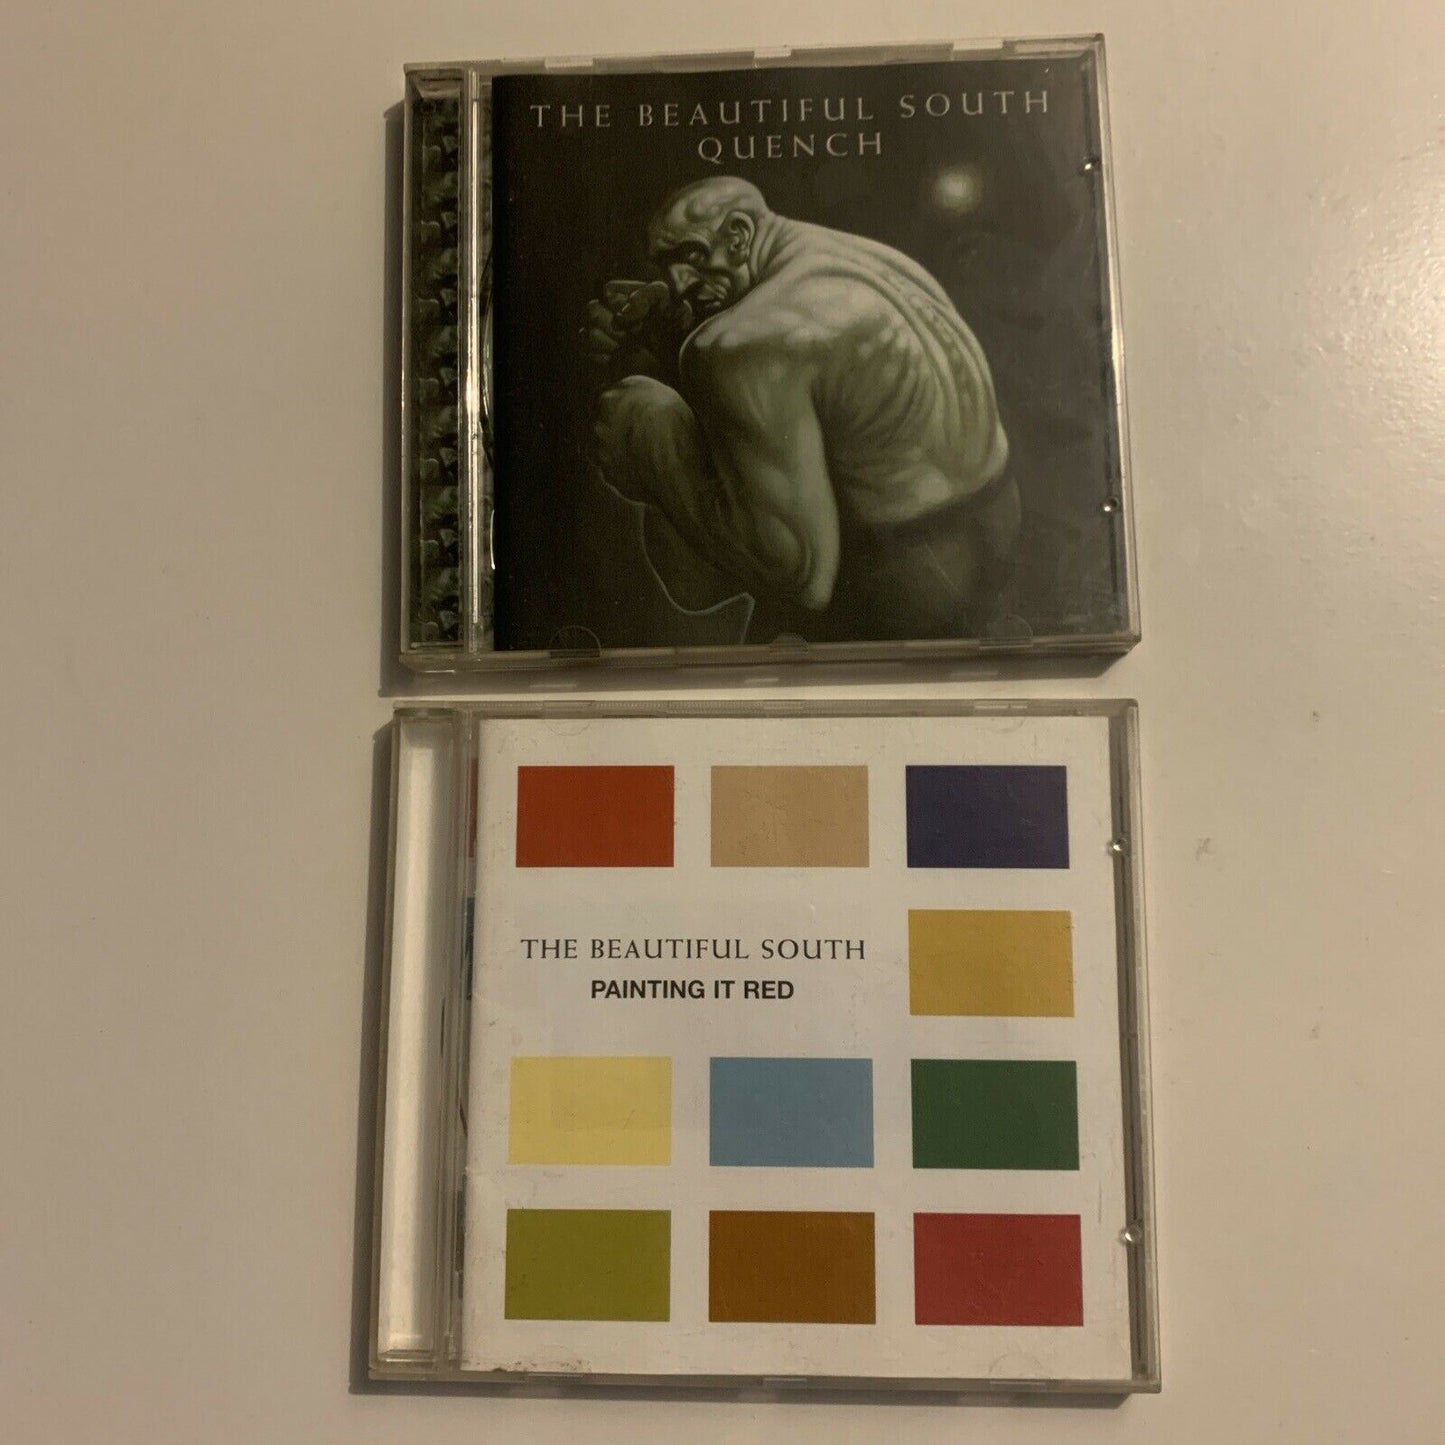 THE BEAUTIFUL SOUTH
QUENCH
THE BEAUTIFUL SOUTH
PAINTING IT RED